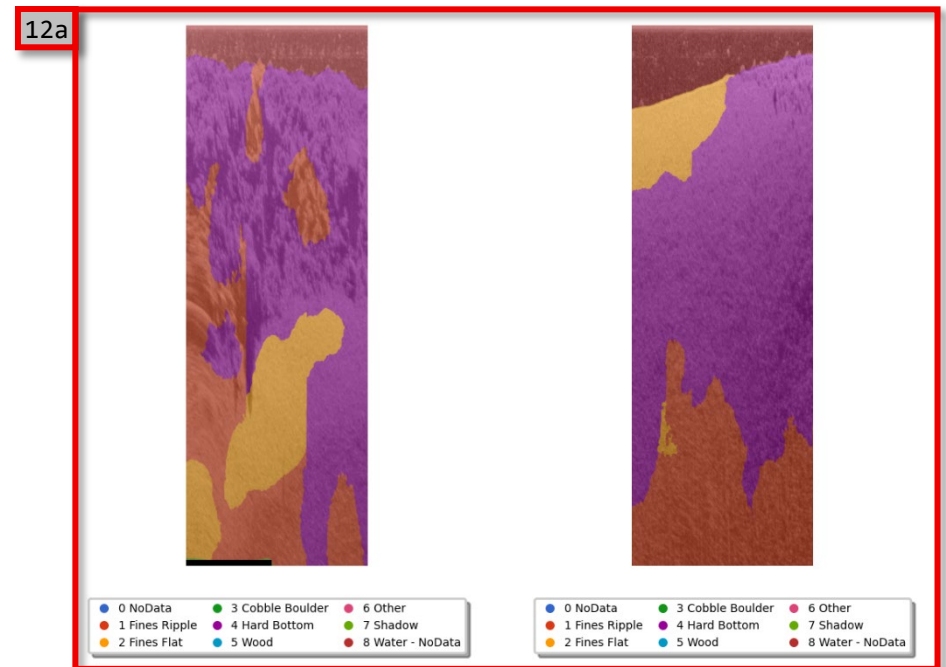 12a
0 NoData 3 Cobble Boulder 6 Other
1 Fines Ripple 4 Hard Bottom 7 Shadow
2 Fines Flat 5 Wood 8 Water - NoData
0 NoData 3 Cobble Boulder 6 Other
1 Fines Ripple 4 Hard Bottom 7 Shadow
2 Fines Flat 5 Wood 8 Water - NoData